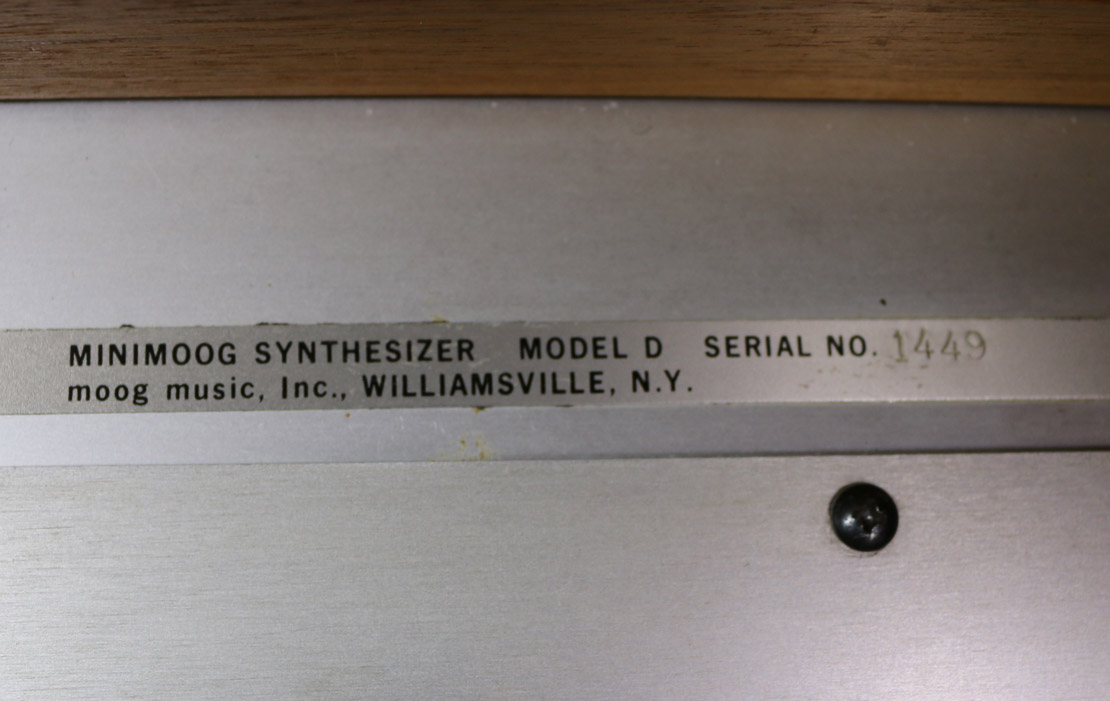 MINIMOOG SYNTHESIZER MODEL D SERIAL NO. 1449
moog music, Inc., WILLIAMSVILLE, N.Y.